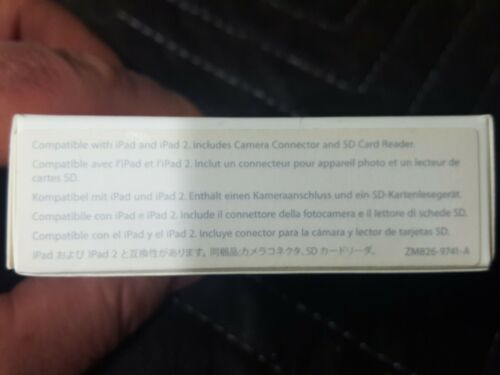 Compatible with iPad and iPad 2. Includes Camera Connector and SD Card Reader.
Compatible avec l'iPad et l'iPad 2. Inclut un connecteur pour appareil photo et un lecteur de
cartes SD.
Kompatibel mit iPad und iPad 2. Enthält einen Kameraanschluss und ein SD-Kartenlesegerät.
Compatibile con iPad e iPad 2. Include il connettore della fotocamera e il lettore di schede SD.
Compatible con el iPad y el iPad 2. Incluye conector para la cámara y lector de tarjetas SD.
iPad および iPad 2 と互換性があります。同梱品:カメラコネクタ、SD カードリーダ。 ZM826-9741-A